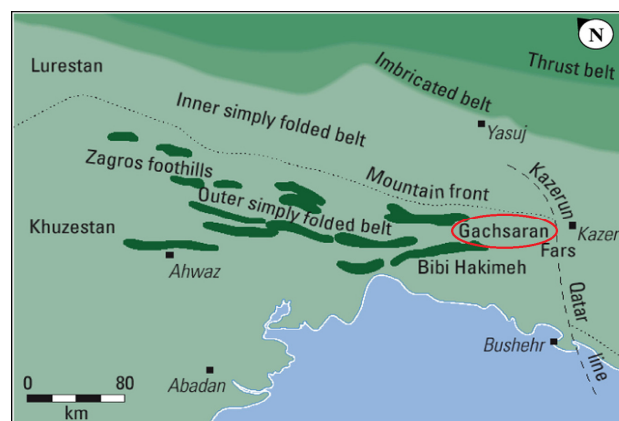 N
Thrust belt
Lurestan
Imbricated belt
Inner simply folded belt
Yasuj
Zagros foothills
Mountain front
Kazerun
Outer simply folded belt
Khuzestan
Gachsaran
Kazer
Fars
Ahwaz
Bibi Hakimeh
Qatar
Bushehr
line
Abadan
0 80
km